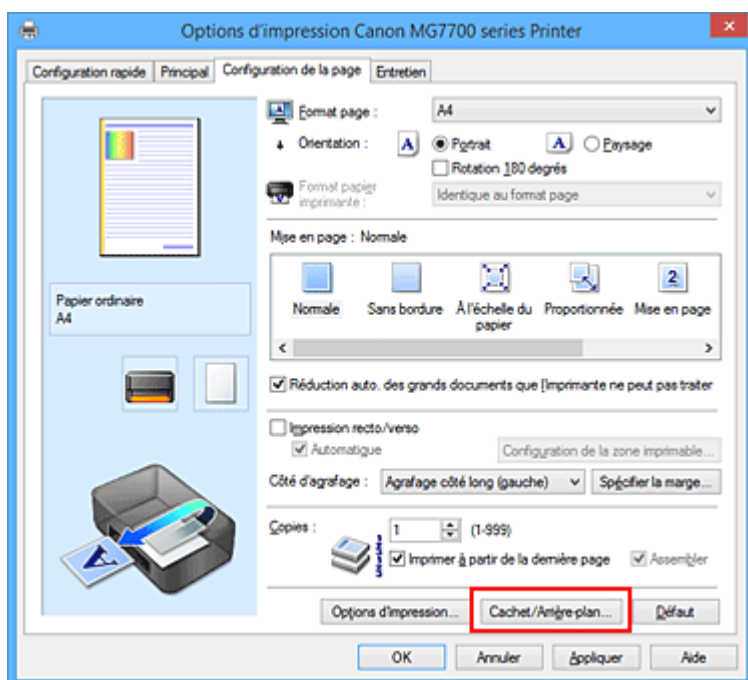 Options d'impression Canon MG7700 series Printer
Configuration rapide Principal Configuration de la page Entretien
Format page : A4
Orientation : A Portrait A Paysage
Rotation 180 degrés
Format papier imprimante : Identique au format page
Mise en page : Normale
Normale Sans bordure À l'échelle du papier Proportionnée Mise en page
2
Papier ordinaire
A4
Réduction auto. des grands documents que l'imprimante ne peut pas traiter
Impression recto/verso
Automatique Configuration de la zone imprimable...
Côté d'agrafage : Agrafage côté long (gauche) Spécifier la marge...
Copies : 1 (1-999)
Imprimer à partir de la dernière page Assembler
Options d'impression... Cachet/Arrière-plan... Défaut
OK Annuler Appliquer Aide